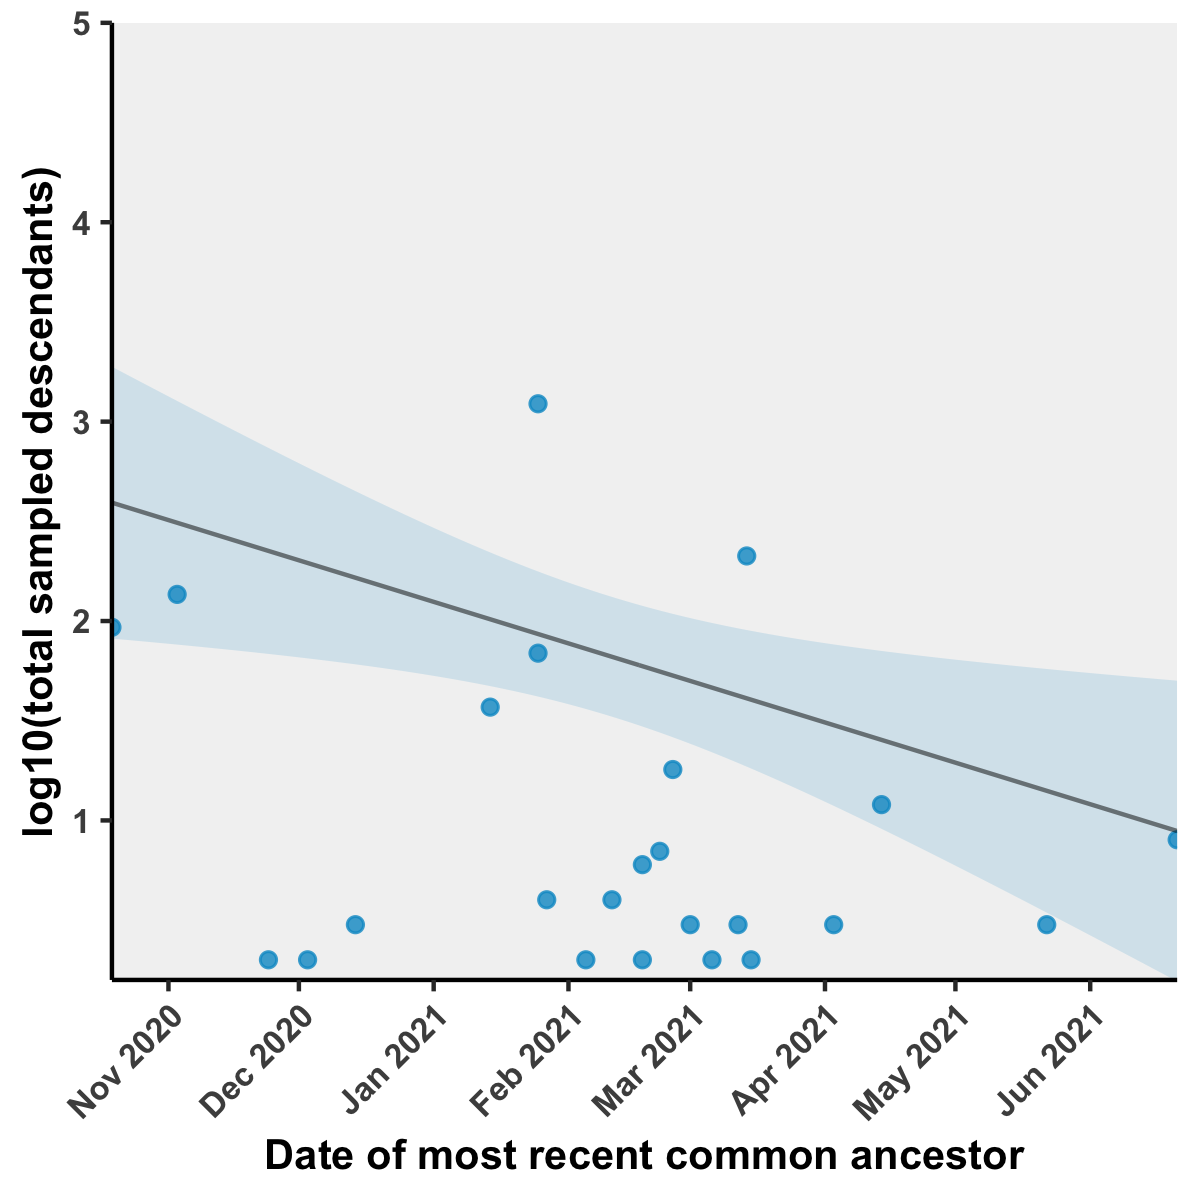 log10(total sampled descendants)
5
4
3
2
1
Nov 2020
Dec 2020
Jan 2021
Feb 2021
Mar 2021
Apr 2021
May 2021
Jun 2021
Date of most recent common ancestor